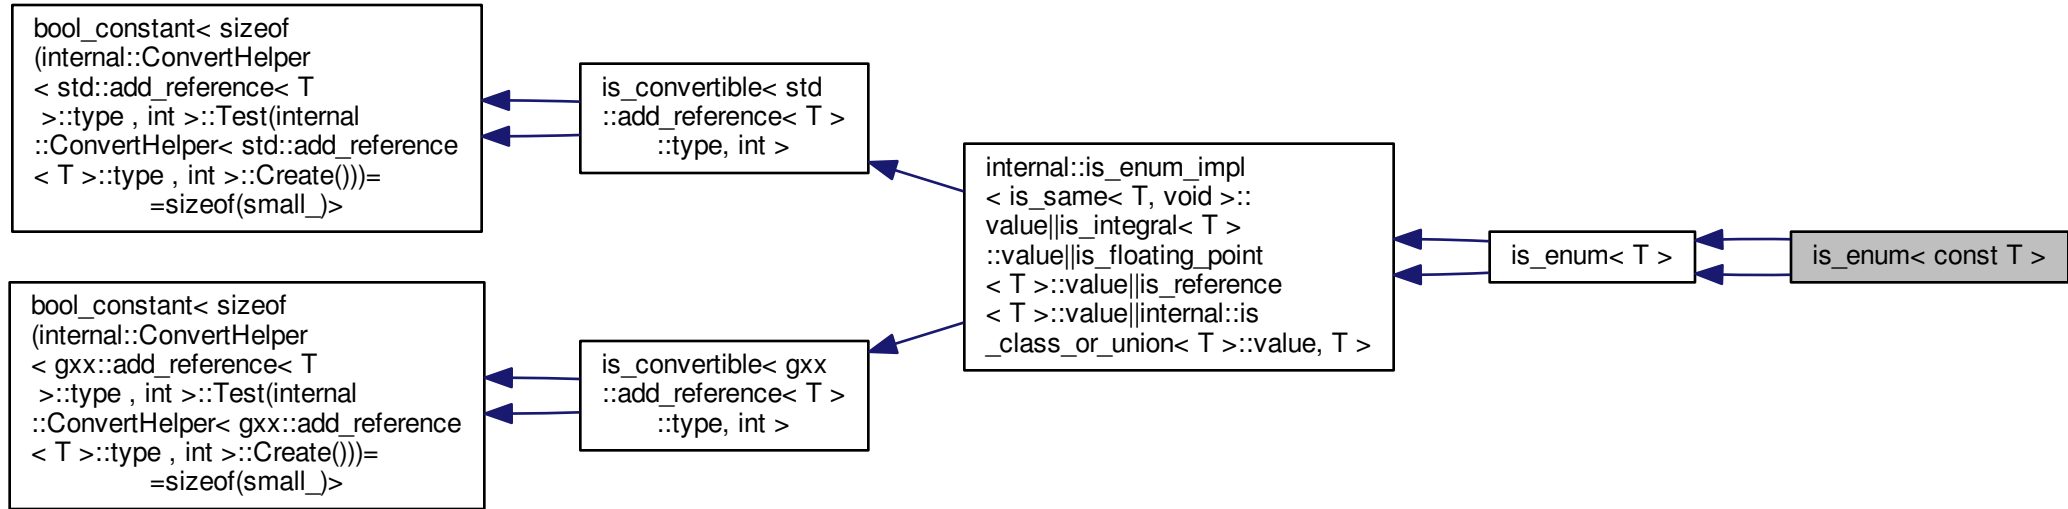 bool_constant< sizeof
(internal::ConvertHelper
< std::add_reference< T
>::type , int >::Test(internal
::ConvertHelper< std::add_reference
< T >::type , int >::Create()))=
=sizeof(small_)>
is_convertible< std
::add_reference< T >
::type, int >
internal::is_enum_impl
< is_same< T, void >::
value||is_integral< T >
::value||is_floating_point
< T >::value||is_reference
< T >::value||internal::is
_class_or_union< T >::value, T >
is_enum< T >
is_enum< const T >
bool_constant< sizeof
(internal::ConvertHelper
< gxx::add_reference< T
>::type , int >::Test(internal
::ConvertHelper< gxx::add_reference
< T >::type , int >::Create()))=
=sizeof(small_)>
is_convertible< gxx
::add_reference< T >
::type, int >